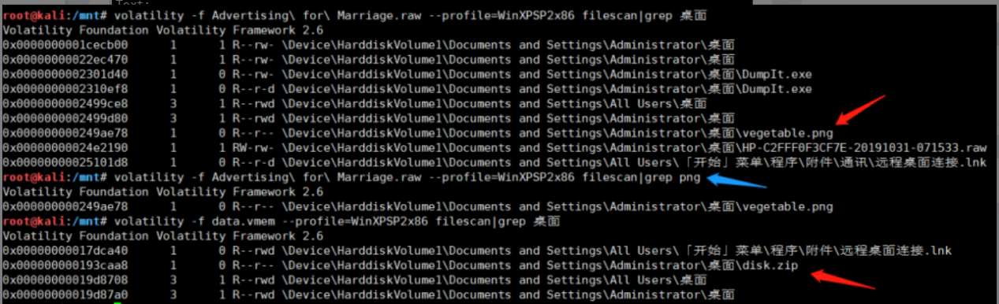 root@kali:/mnt# volatility -f Advertising\ for\ Marriage.raw --profile=WinXPSP2x86 filescan|grep 桌面
Volatility Foundation Volatility Framework 2.6
0x0000000001cecb00      1      1 R--rw- \Device\HarddiskVolume1\Documents and Settings\Administrator\桌面
0x00000000022ec470      1      1 R--rw- \Device\HarddiskVolume1\Documents and Settings\Administrator\桌面
0x0000000002301d40      1      0 R--rw- \Device\HarddiskVolume1\Documents and Settings\Administrator\桌面\DumpIt.exe
0x0000000002310ef8      1      0 R--r-d \Device\HarddiskVolume1\Documents and Settings\Administrator\桌面\DumpIt.exe
0x0000000002499ce8      3      1 R--rwd \Device\HarddiskVolume1\Documents and Settings\All Users\桌面
0x0000000002499d80      3      1 R--rwd \Device\HarddiskVolume1\Documents and Settings\Administrator\桌面
0x000000000249ae78      1      0 R--r-- \Device\HarddiskVolume1\Documents and Settings\Administrator\桌面\vegetable.png
0x00000000024e2190      1      1 RW-rw- \Device\HarddiskVolume1\Documents and Settings\Administrator\桌面\HP-C2FFF0F3CF7E-20191031-071533.raw
0x00000000025101d8      1      0 R--r-d \Device\HarddiskVolume1\Documents and Settings\All Users\「开始」菜单\程序\附件\通讯\远程桌面连接.lnk
root@kali:/mnt# volatility -f Advertising\ for\ Marriage.raw --profile=WinXPSP2x86 filescan|grep png
Volatility Foundation Volatility Framework 2.6
0x000000000249ae78      1      0 R--r-- \Device\HarddiskVolume1\Documents and Settings\Administrator\桌面\vegetable.png
root@kali:/mnt# volatility -f data.vmem --profile=WinXPSP2x86 filescan|grep 桌面
Volatility Foundation Volatility Framework 2.6
0x00000000017dca40      1      0 R--rwd \Device\HarddiskVolume1\Documents and Settings\All Users\「开始」菜单\程序\附件\远程桌面连接.lnk
0x000000000193caa8      1      0 R--rwd \Device\HarddiskVolume1\Documents and Settings\Administrator\桌面\disk.zip
0x00000000019d8708      3      1 R--rwd \Device\HarddiskVolume1\Documents and Settings\All Users\桌面
0x00000000019d87a0      3      1 R--rwd \Device\HarddiskVolume1\Documents and Settings\Administrator\桌面